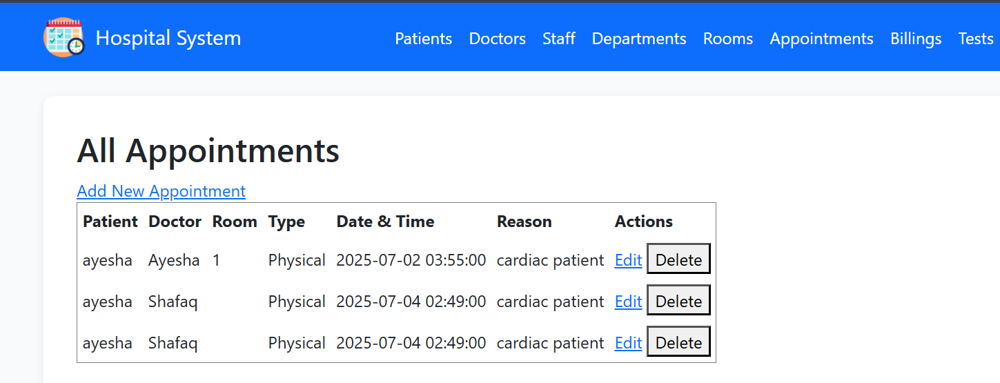 Hospital System Patients Doctors Staff Departments Rooms Appointments Billings Tests
All Appointments
Add New Appointment
Patient Doctor Room Type Date & Time Reason Actions
ayesha Ayesha 1 Physical 2025-07-02 03:55:00 cardiac patient Edit Delete
ayesha Shafaq Physical 2025-07-04 02:49:00 cardiac patient Edit Delete
ayesha Shafaq Physical 2025-07-04 02:49:00 cardiac patient Edit Delete